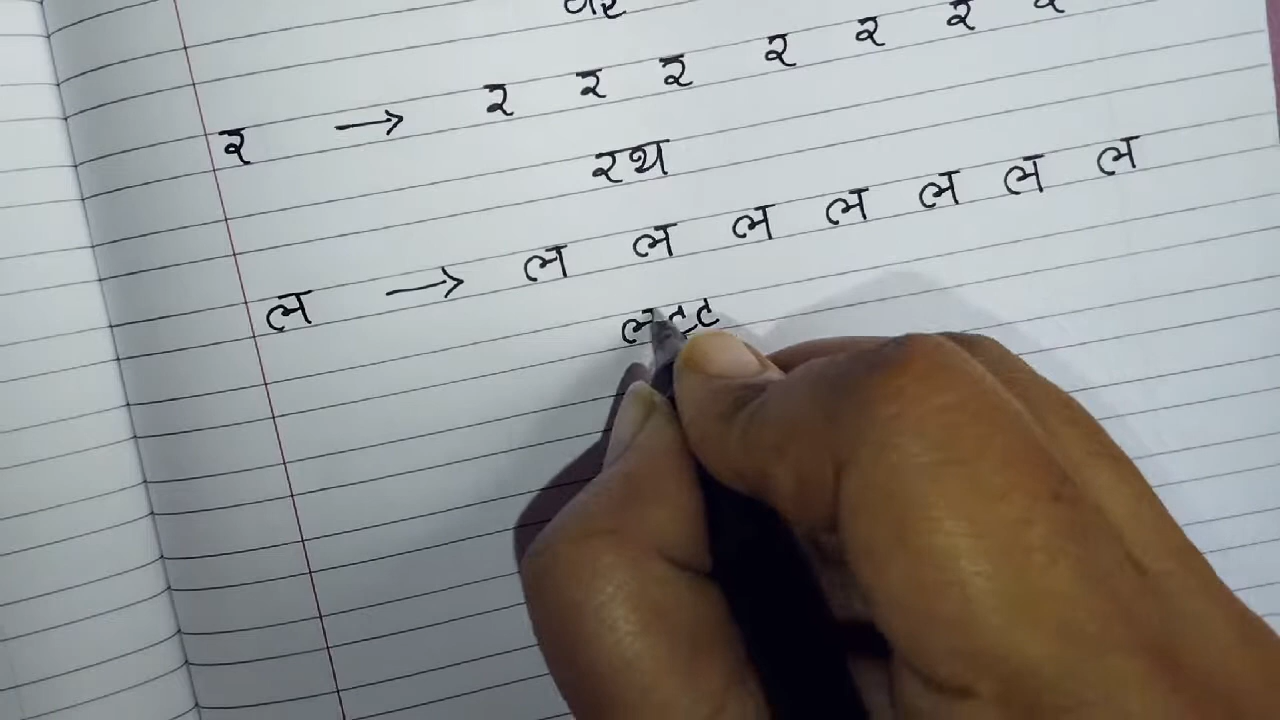 र → र र र र र र र
रथ
ल → ल ल ल ल ल ल ल